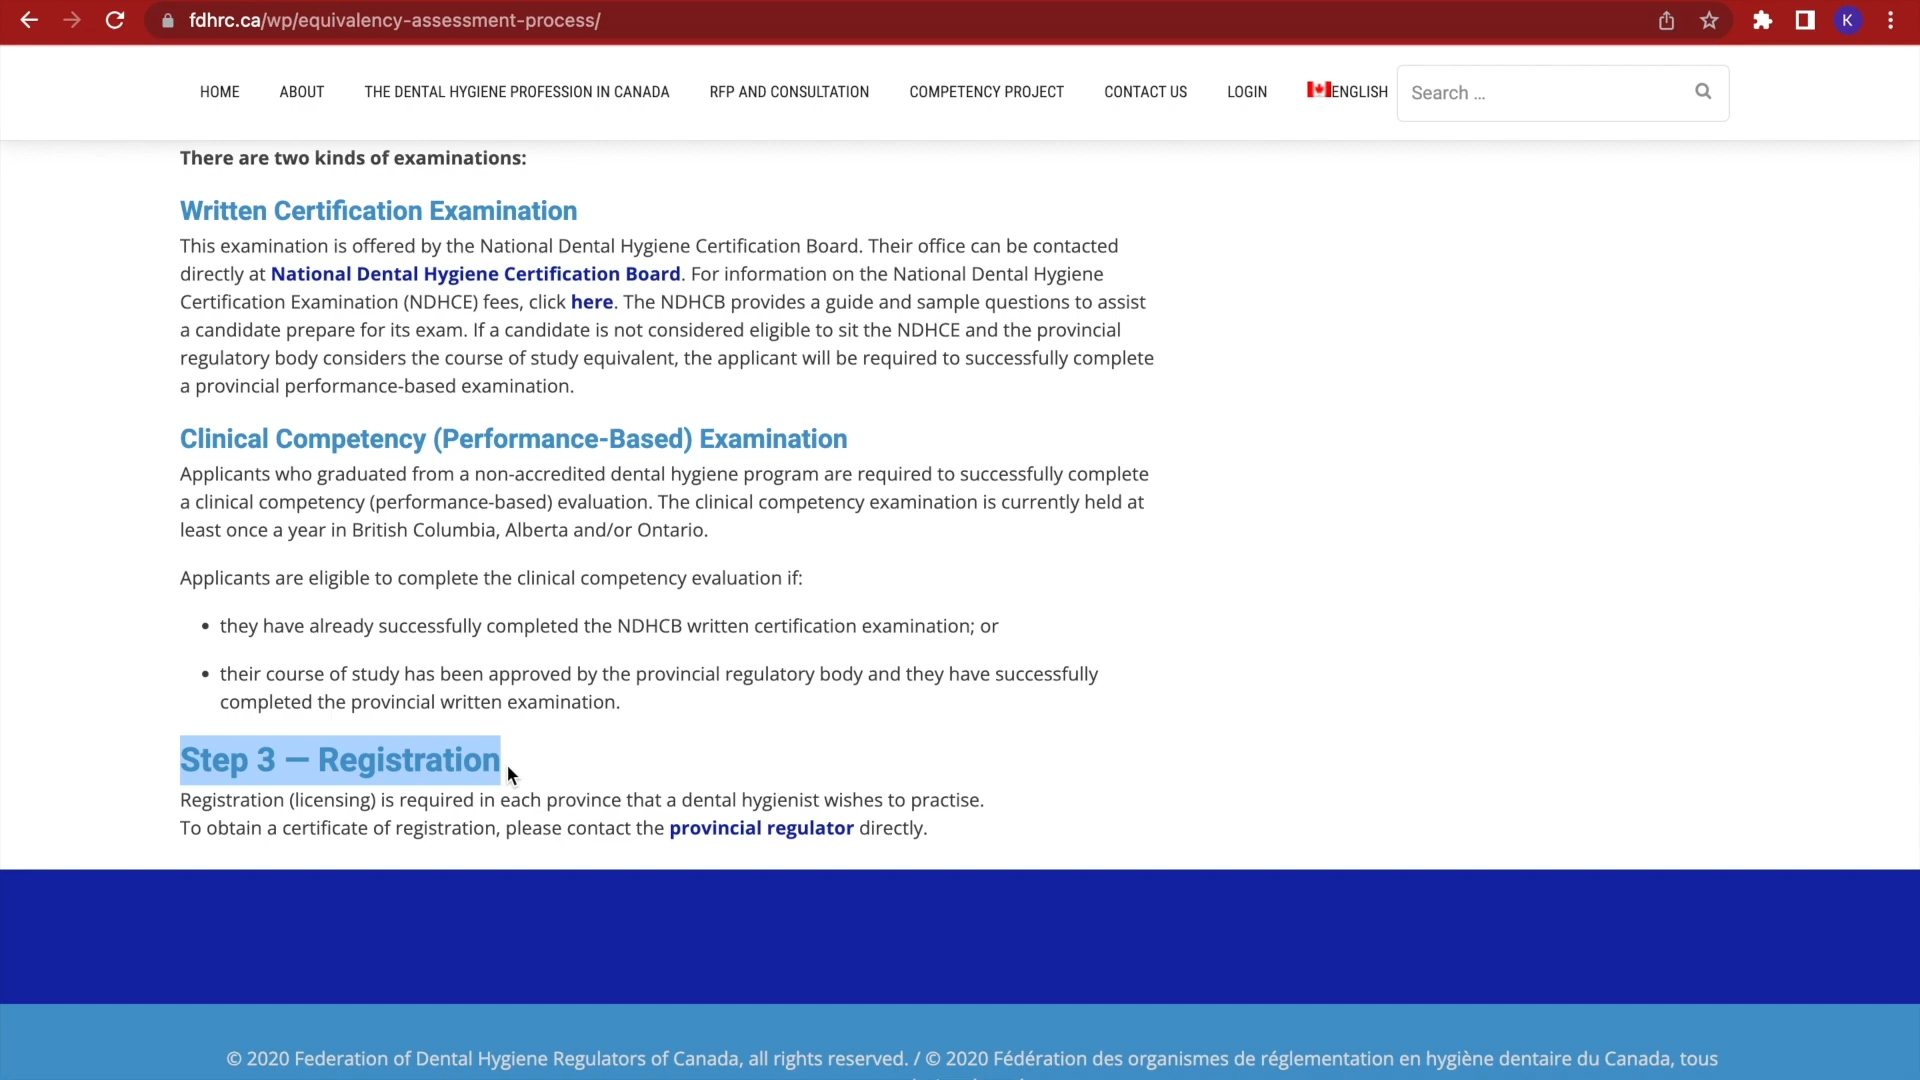 fdhrc.ca/wp/equivalency-assessment-process/
K
HOME ABOUT THE DENTAL HYGIENE PROFESSION IN CANADA RFP AND CONSULTATION COMPETENCY PROJECT CONTACT US LOGIN ENGLISH Search ...
There are two kinds of examinations:
Written Certification Examination
This examination is offered by the National Dental Hygiene Certification Board. Their office can be contacted
directly at National Dental Hygiene Certification Board. For information on the National Dental Hygiene
Certification Examination (NDHCE) fees, click here. The NDHCB provides a guide and sample questions to assist
a candidate prepare for its exam. If a candidate is not considered eligible to sit the NDHCE and the provincial
regulatory body considers the course of study equivalent, the applicant will be required to successfully complete
a provincial performance-based examination.
Clinical Competency (Performance-Based) Examination
Applicants who graduated from a non-accredited dental hygiene program are required to successfully complete
a clinical competency (performance-based) evaluation. The clinical competency examination is currently held at
least once a year in British Columbia, Alberta and/or Ontario.
Applicants are eligible to complete the clinical competency evaluation if:
• they have already successfully completed the NDHCB written certification examination; or
• their course of study has been approved by the provincial regulatory body and they have successfully
completed the provincial written examination.
Step 3 — Registration
Registration (licensing) is required in each province that a dental hygienist wishes to practise.
To obtain a certificate of registration, please contact the provincial regulator directly.
© 2020 Federation of Dental Hygiene Regulators of Canada, all rights reserved. / © 2020 Fédération des organismes de réglementation en hygiène dentaire du Canada, tous